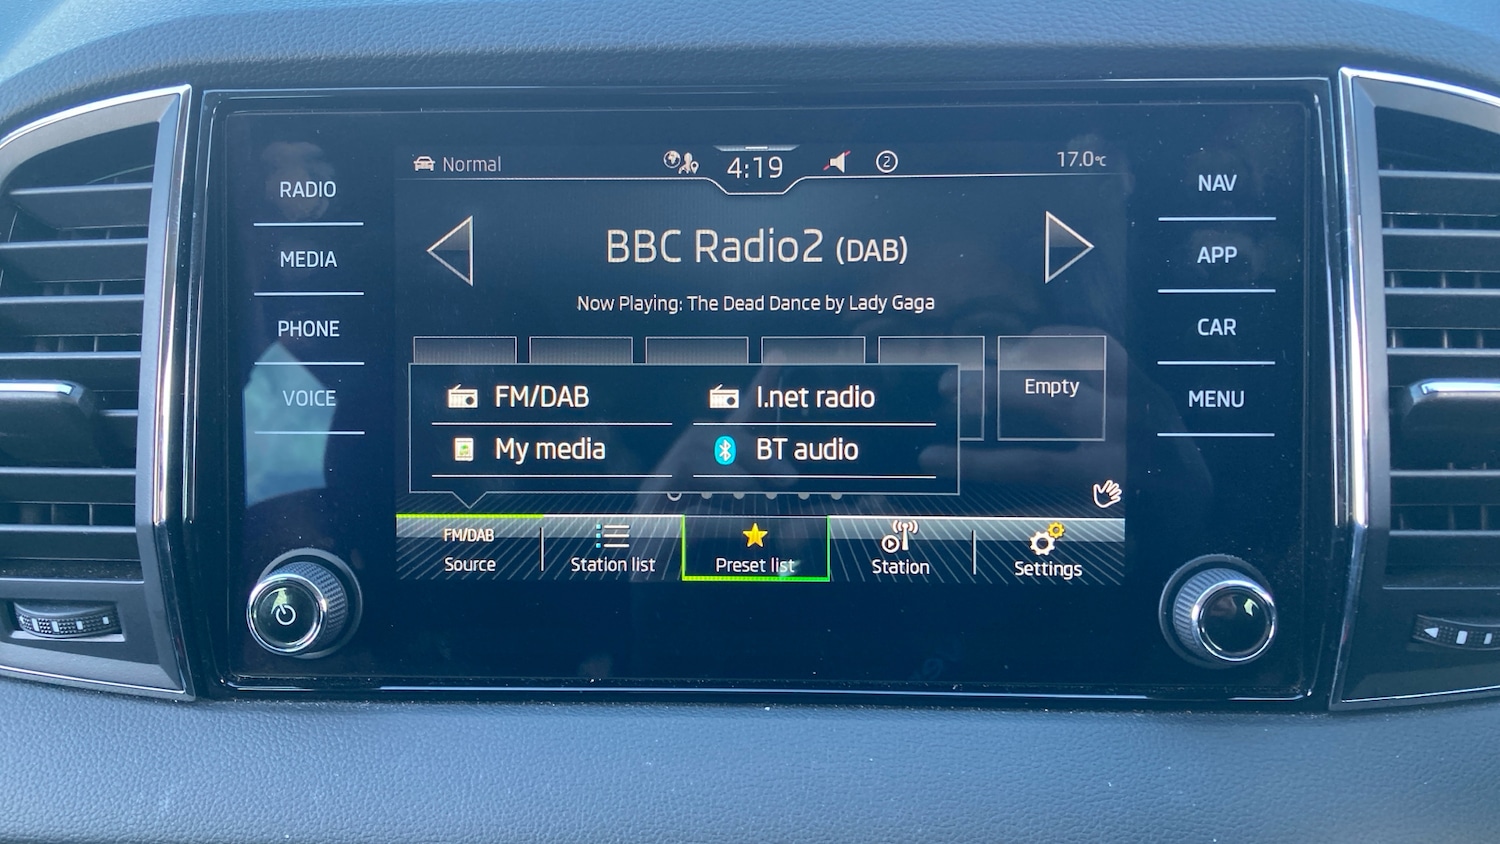 Normal
4:19
2
17.0°C
RADIO
MEDIA
PHONE
VOICE
BBC Radio2 (DAB)
Now Playing: The Dead Dance by Lady Gaga
FM/DAB
I.net radio
My media
BT audio
Empty
FM/DAB
Source
Station list
Preset list
Station
Settings
NAV
APP
CAR
MENU